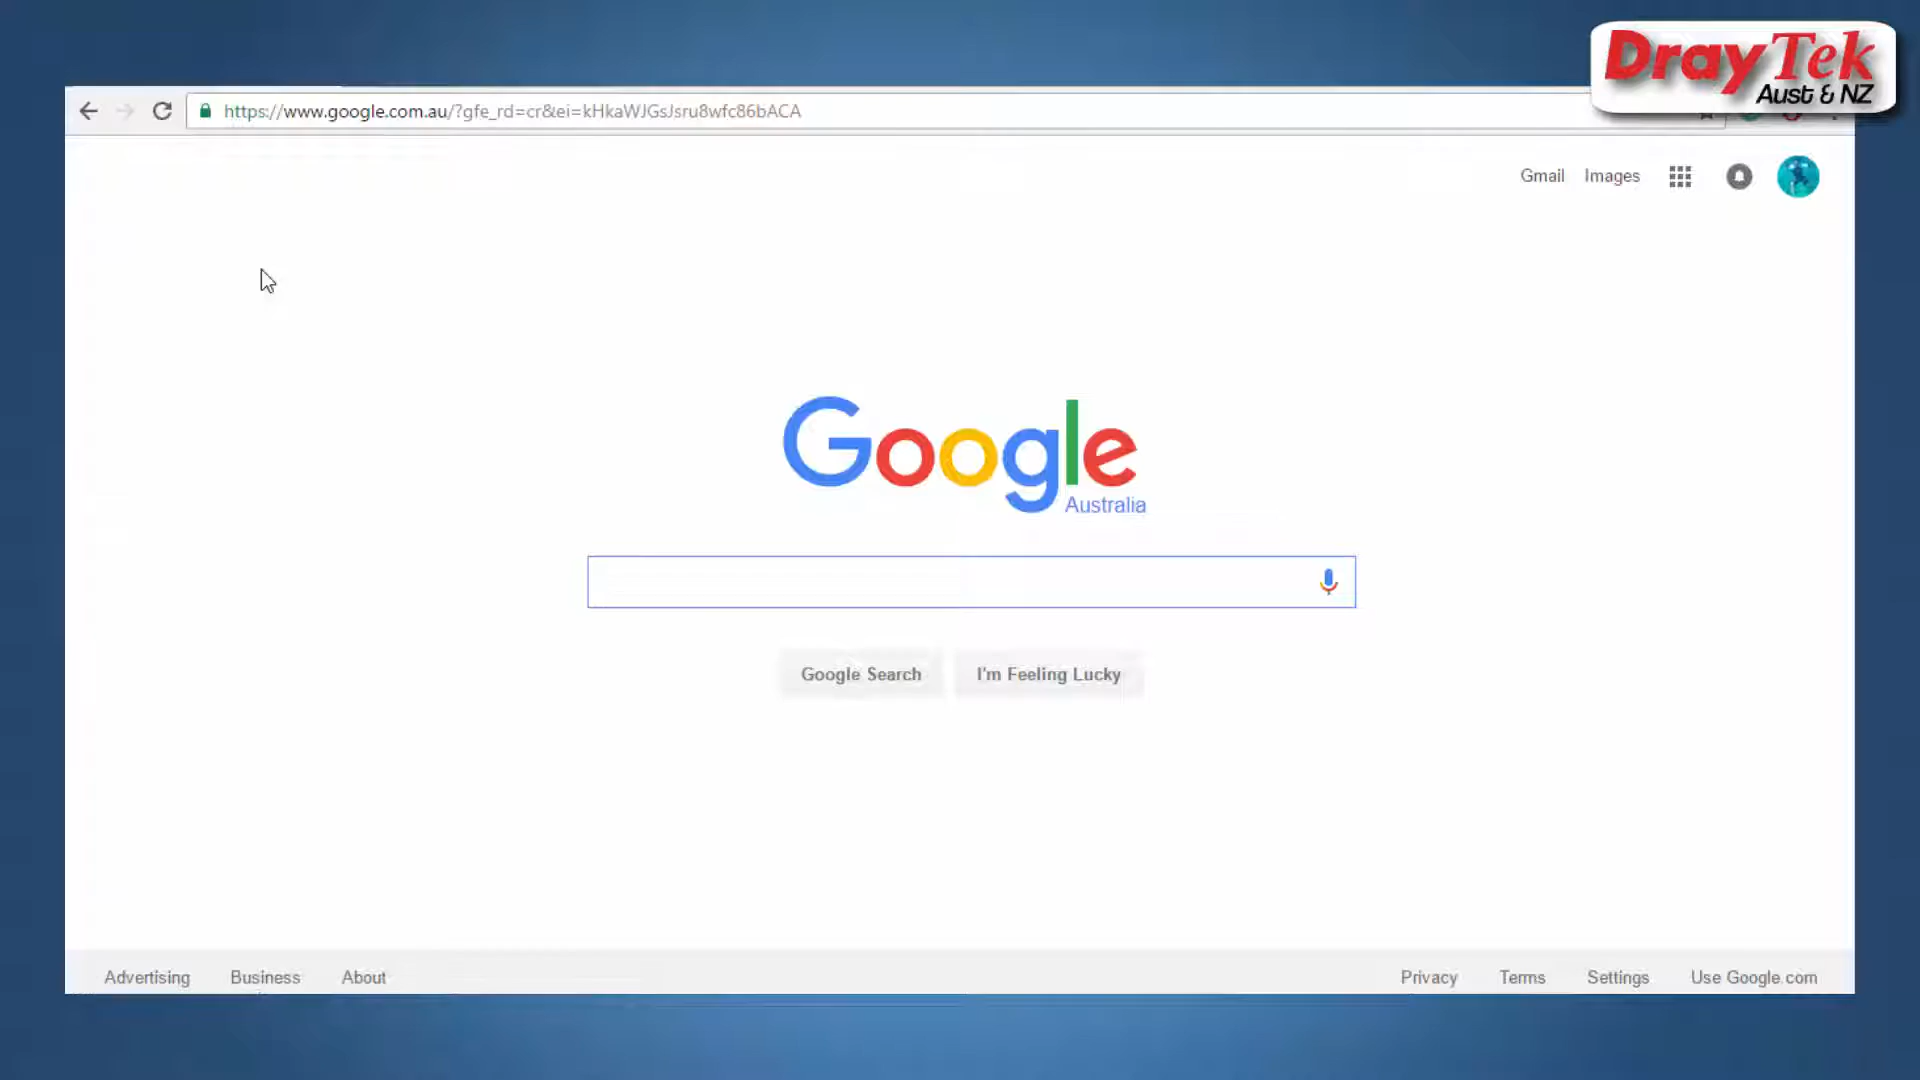 DrayTek
Aust & NZ
https://www.google.com.au/?gfe_rd=cr&ei=kHkaWJGsJsru8wfc86bACA
Gmail Images
Google
Australia
Google Search I'm Feeling Lucky
Advertising Business About Privacy Terms Settings Use Google.com